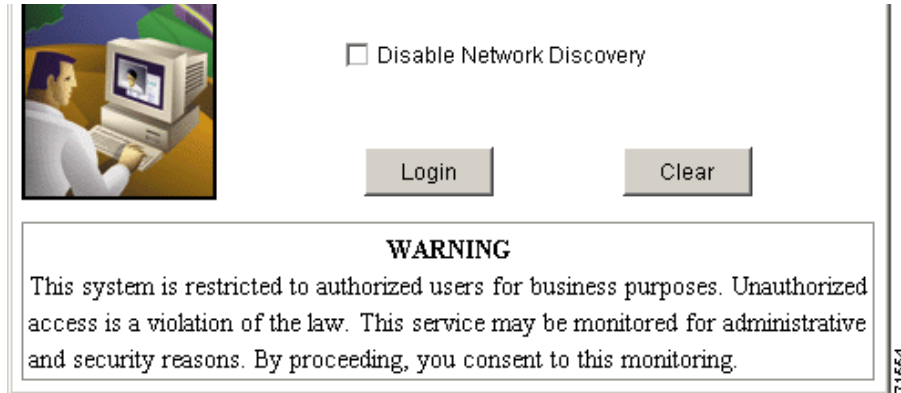 Disable Network Discovery
Login Clear
WARNING
This system is restricted to authorized users for business purposes. Unauthorized
access is a violation of the law. This service may be monitored for administrative
and security reasons. By proceeding, you consent to this monitoring.